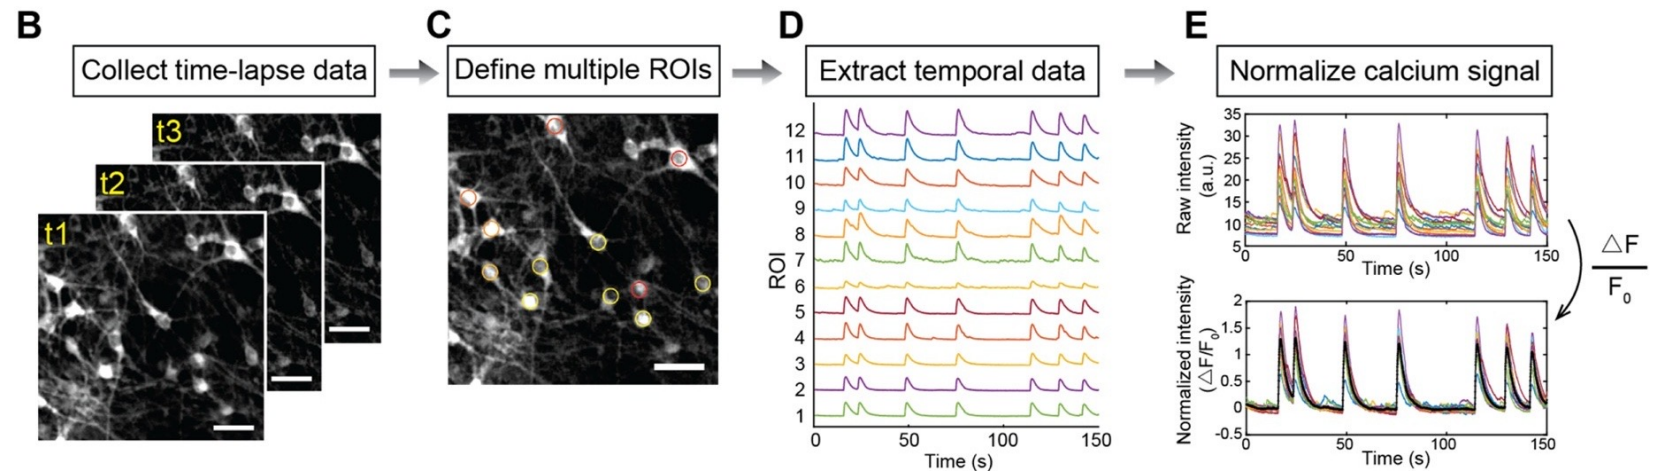 B
Collect time-lapse data
t3
t2
t1
C
Define multiple ROIs
D
Extract temporal data
ROI
12
11
10
9
8
7
6
5
4
3
2
1
0 50 100 150
Time (s)
E
Normalize calcium signal
Raw intensity
(a.u.)
35
30
25
20
15
10
5
0 50 100 150
Time (s)
△F
F₀
Normalized intensity
(△F/F₀)
2
1.5
1
0.5
0
-0.5
0 50 100 150
Time (s)